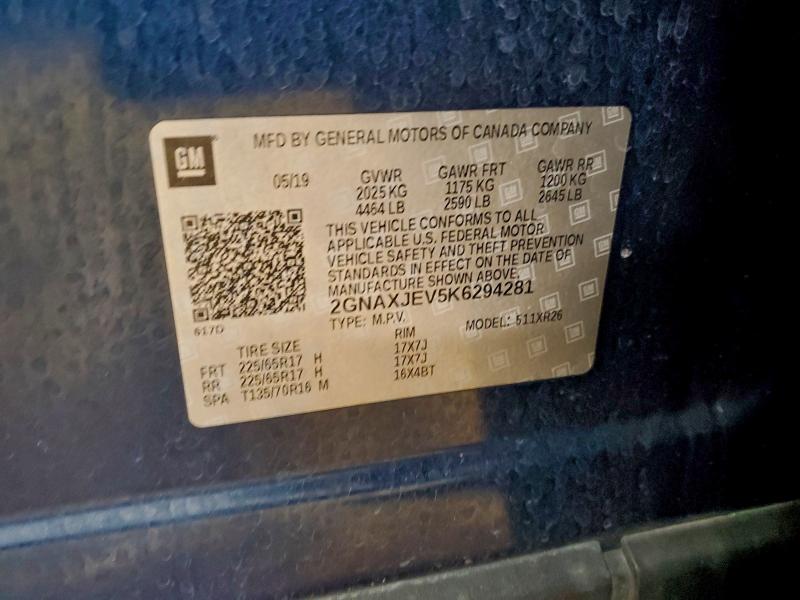 GM
MFD BY GENERAL MOTORS OF CANADA COMPANY
05/19 GVWR GAWR FRT GAWR RR
2025 KG 1175 KG 1200 KG
4464 LB 2590 LB 2645 LB
THIS VEHICLE CONFORMS TO ALL
APPLICABLE U.S. FEDERAL MOTOR
VEHICLE SAFETY AND THEFT PREVENTION
STANDARDS IN EFFECT ON THE DATE OF
MANUFACTURE SHOWN ABOVE.
2GNAXJEV5K6294281
617D TYPE: M.P.V. MODEL: 511XR26
TIRE SIZE RIM
FRT 225/65R17 H 17X7J
RR 225/65R17 H 17X7J
SPA T135/70R16 M 16X4BT